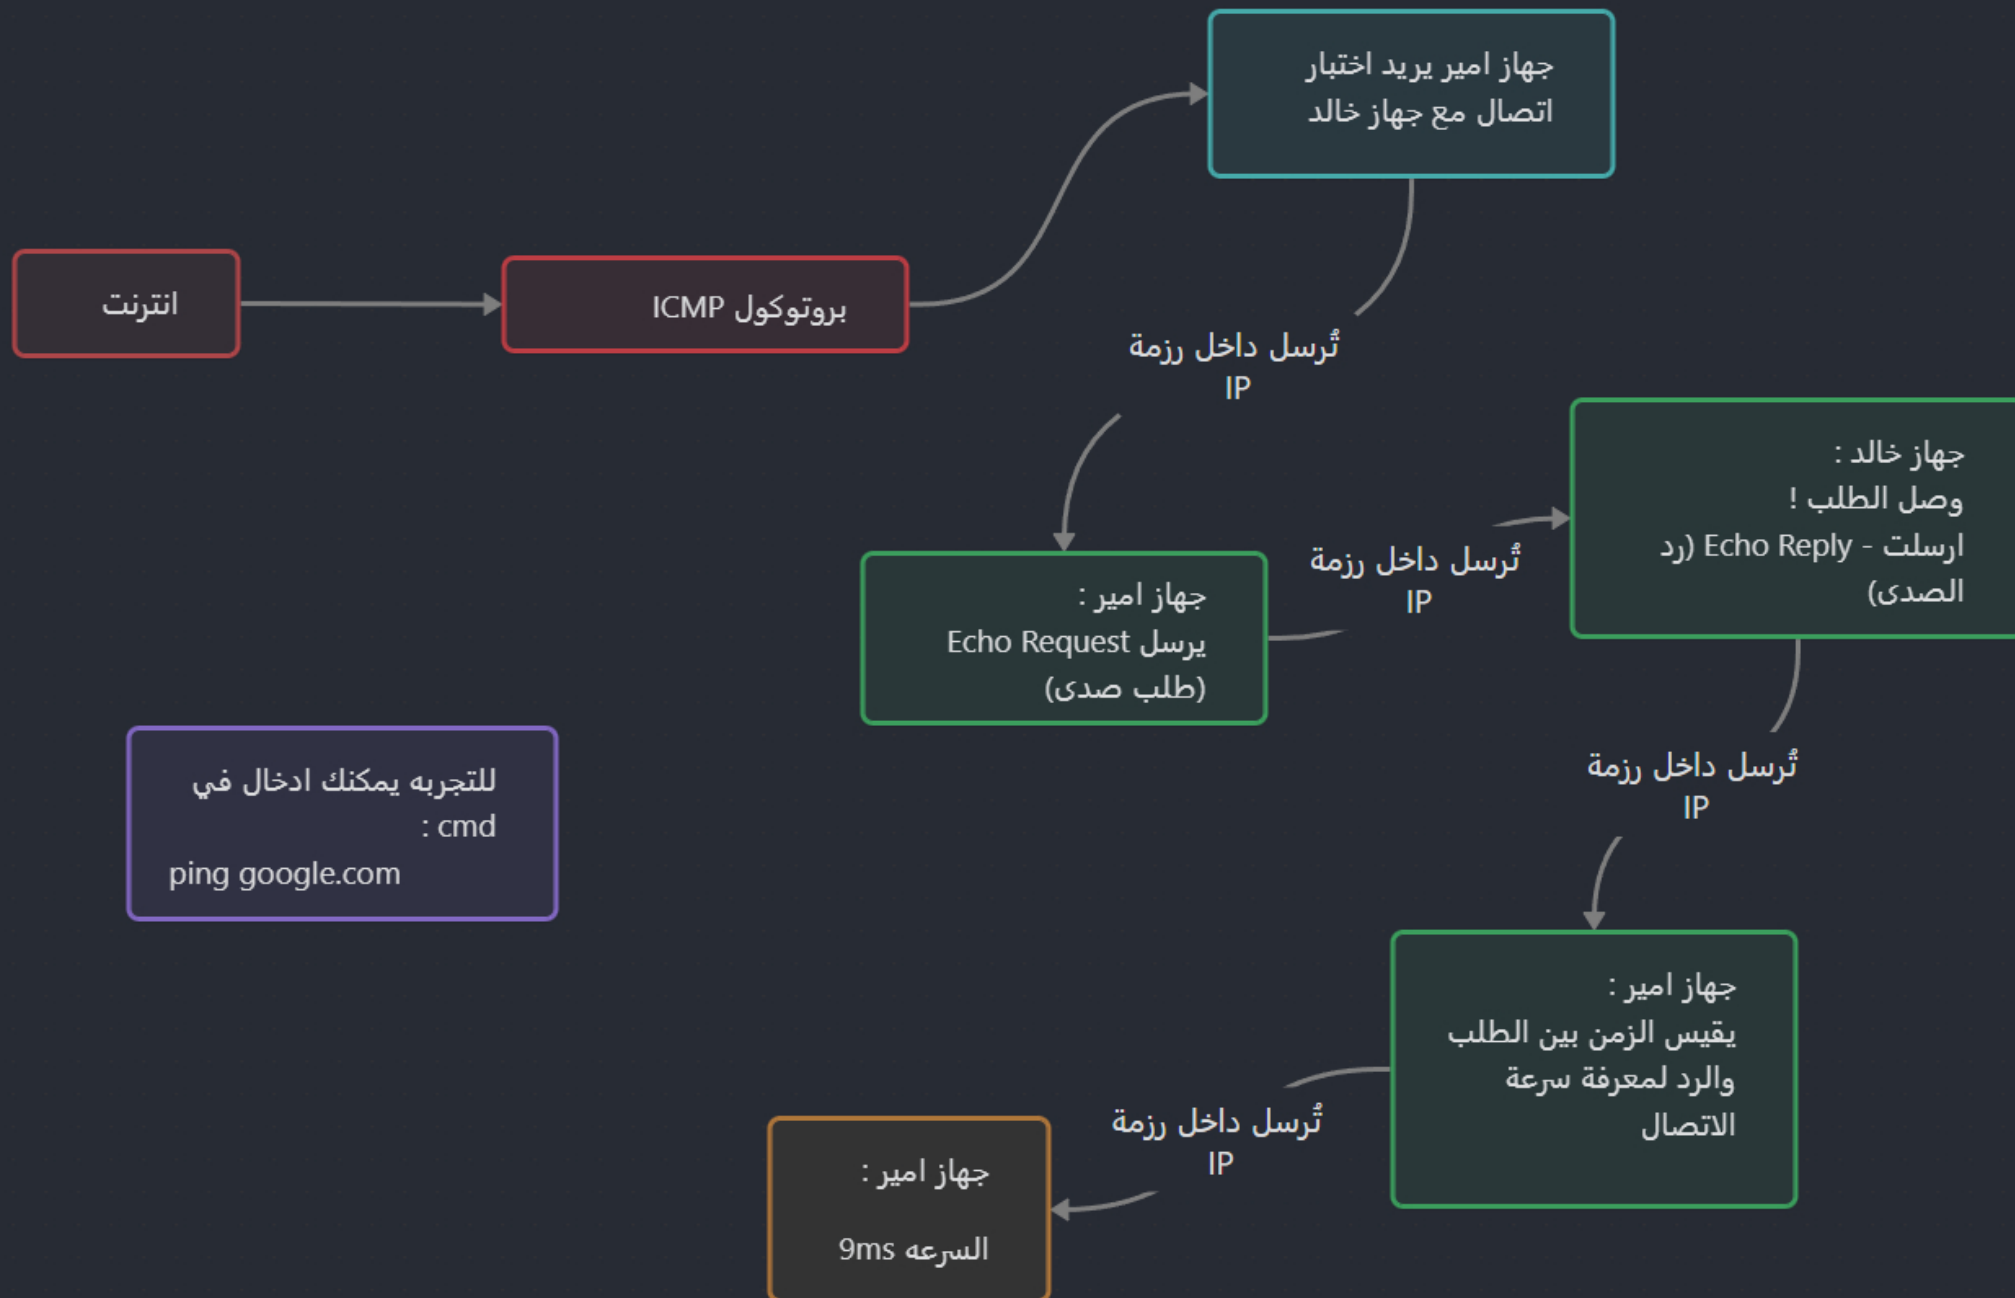 جهاز امير يريد اختبار
اتصال مع جهاز خالد
انترنت
بروتوكول ICMP
تُرسل داخل رزمة
IP
جهاز خالد :
وصل الطلب !
ارسلت - Echo Reply (رد
الصدى)
تُرسل داخل رزمة
IP
جهاز امير :
يرسل Echo Request
(طلب صدى)
تُرسل داخل رزمة
IP
للتجربه يمكنك ادخال في
cmd :
ping google.com
جهاز امير :
يقيس الزمن بين الطلب
والرد لمعرفة سرعة
الاتصال
تُرسل داخل رزمة
IP
جهاز امير :
السرعه 9ms